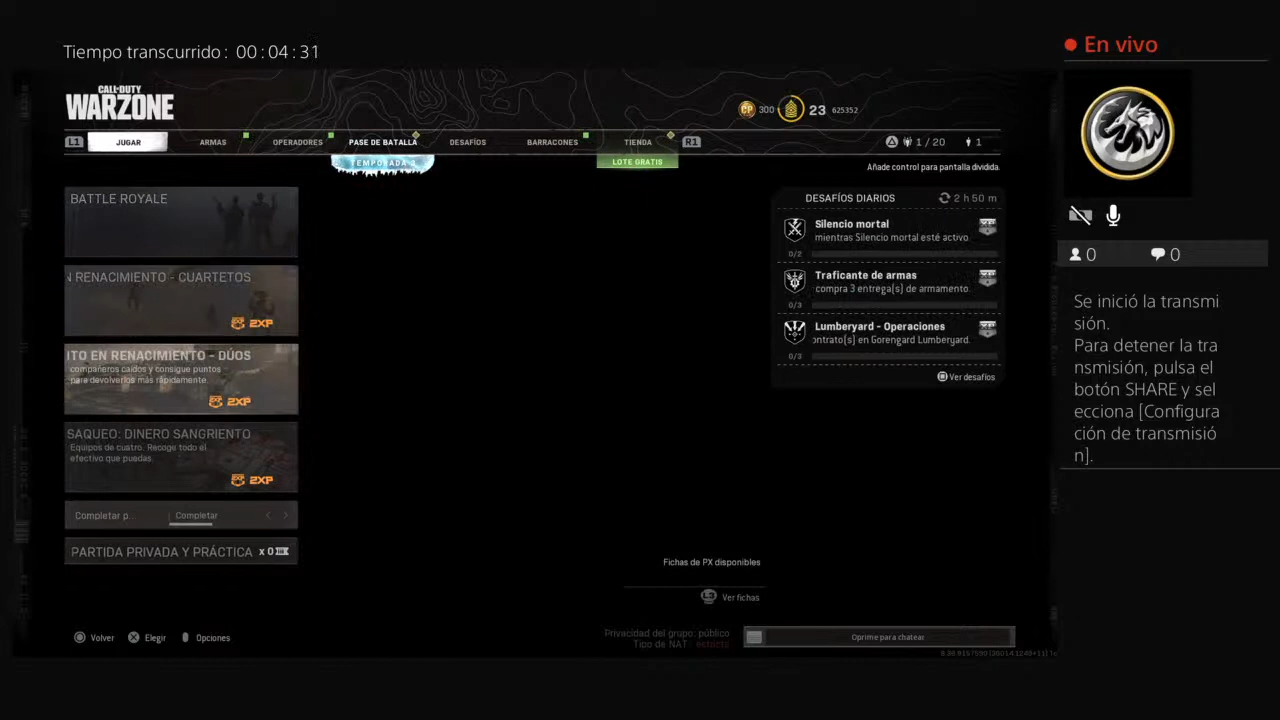 Tiempo transcurrido: 00:04:31
En vivo
CALL OF DUTY
WARZONE
300 23 625352
L1 JUGAR ARMAS OPERADORES PASE DE BATALLA DESAFÍOS BARRACONES TIENDA R1 1 / 20 1
TEMPORADA 3 LOTE GRATIS
Añade control para pantalla dividida.
BATTLE ROYALE
N RENACIMIENTO - CUARTETOS
2XP
ITO EN RENACIMIENTO - DÚOS
compañeros caídos y consigue puntos
para devolverlos más rápidamente.
2XP
SAQUEO: DINERO SANGRIENTO
Equipos de cuatro. Recoge todo el
efectivo que puedas.
2XP
Completar p... Completar
PARTIDA PRIVADA Y PRÁCTICA x 0
DESAFÍOS DIARIOS 2 h 50 m
Silencio mortal
mientras Silencio mortal esté activo.
0/2
Traficante de armas
compra 3 entrega[s] de armamento.
0/3
Lumberyard - Operaciones
ontrato[s] en Gorengard Lumberyard.
0/3
Ver desafíos
Fichas de PX disponibles
L3 Ver fichas
Volver Elegir Opciones
Privacidad del grupo: público
Tipo de NAT: estricto
Oprime para chatear
0 0
Se inició la transmi
sión.
Para detener la tra
nsmisión, pulsa el
botón SHARE y sel
ecciona [Configura
ción de transmisió
n].